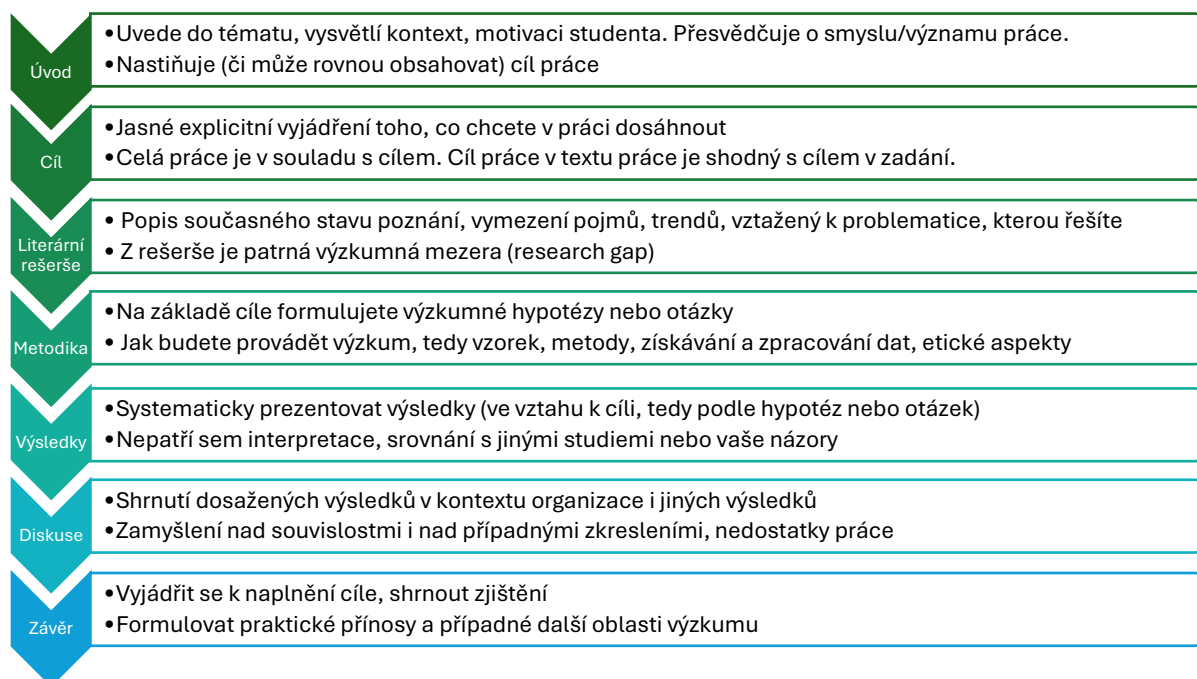 Úvod
•Uvede do tématu, vysvětlí kontext, motivaci studenta. Přesvědčuje o smyslu/významu práce.
•Nastiňuje (či může rovnou obsahovat) cíl práce
Cíl
•Jasné explicitní vyjádření toho, co chcete v práci dosáhnout
•Celá práce je v souladu s cílem. Cíl práce v textu práce je shodný s cílem v zadání.
Literární
rešerše
• Popis současného stavu poznání, vymezení pojmů, trendů, vztažený k problematice, kterou řešíte
• Z rešerše je patrná výzkumná mezera (research gap)
Metodika
•Na základě cíle formulujete výzkumné hypotézy nebo otázky
• Jak budete provádět výzkum, tedy vzorek, metody, získávání a zpracování dat, etické aspekty
Výsledky
•Systematicky prezentovat výsledky (ve vztahu k cíli, tedy podle hypotéz nebo otázek)
•Nepatří sem interpretace, srovnání s jinými studiemi nebo vaše názory
Diskuse
•Shrnutí dosažených výsledků v kontextu organizace i jiných výsledků
•Zamyšlení nad souvislostmi i nad případnými zkresleními, nedostatky práce
Závěr
•Vyjádřit se k naplnění cíle, shrnout zjištění
•Formulovat praktické přínosy a případné další oblasti výzkumu